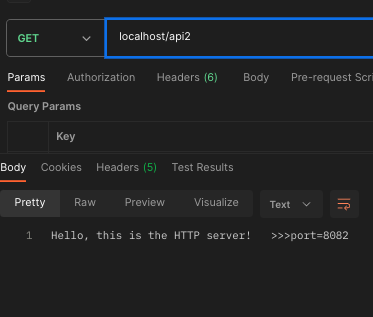 GET localhost/api2
Params Authorization Headers (6) Body Pre-request Scri
Query Params
Key
Body Cookies Headers (5) Test Results
Pretty Raw Preview Visualize Text
1 Hello, this is the HTTP server! >>>port=8082